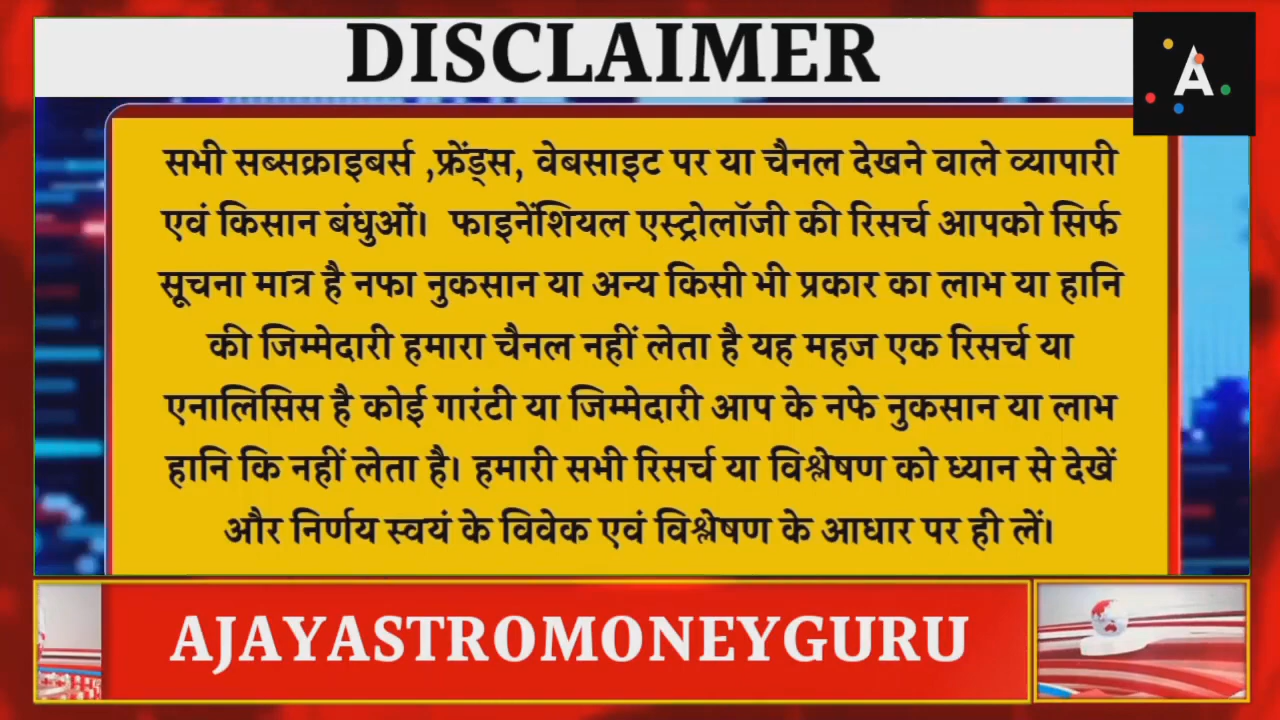 DISCLAIMER
A
सभी सब्सक्राइबर्स ,फ्रेंड्स, वेबसाइट पर या चैनल देखने वाले व्यापारी
एवं किसान बंधुओं।  फाइनेंशियल एस्ट्रोलॉजी की रिसर्च आपको सिर्फ
सूचना मात्र है नफा नुकसान या अन्य किसी भी प्रकार का लाभ या हानि
की जिम्मेदारी हमारा चैनल नहीं लेता है यह महज एक रिसर्च या
एनालिसिस है कोई गारंटी या जिम्मेदारी आप के नफे नुकसान या लाभ
हानि कि नहीं लेता है। हमारी सभी रिसर्च या विश्लेषण को ध्यान से देखें
और निर्णय स्वयं के विवेक एवं विश्लेषण के आधार पर ही लें।
AJAYASTROMONEYGURU